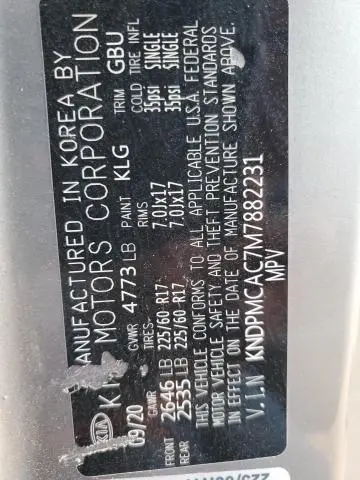 MANUFACTURED IN KOREA BY
KIA MOTORS CORPORATION
09/20 GVWR 4773 LB PAINT KLG TRIM GBU
GAWR TIRES RIMS COLD TIRE INFL
FRONT 2646 LB 225/60 R17 7.0Jx17 35psi SINGLE
REAR 2535 LB 225/60 R17 7.0Jx17 35psi SINGLE
THIS VEHICLE CONFORMS TO ALL APPLICABLE U.S.A. FEDERAL
MOTOR VEHICLE SAFETY AND THEFT PREVENTION STANDARDS
IN EFFECT ON THE DATE OF MANUFACTURE SHOWN ABOVE.
V.I.N KNDPMCAC7M7882231
MPV